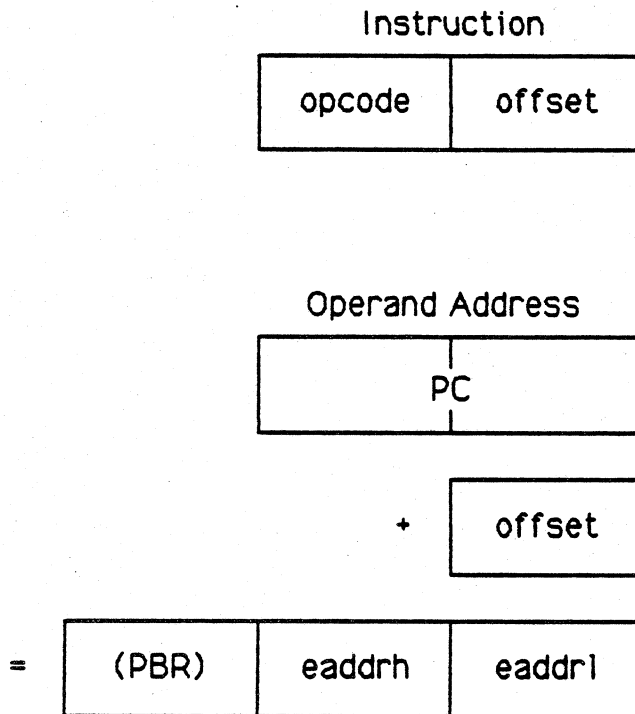 Instruction
opcode offset
Operand Address
PC
+ offset
= (PBR) eaddrh eaddrl